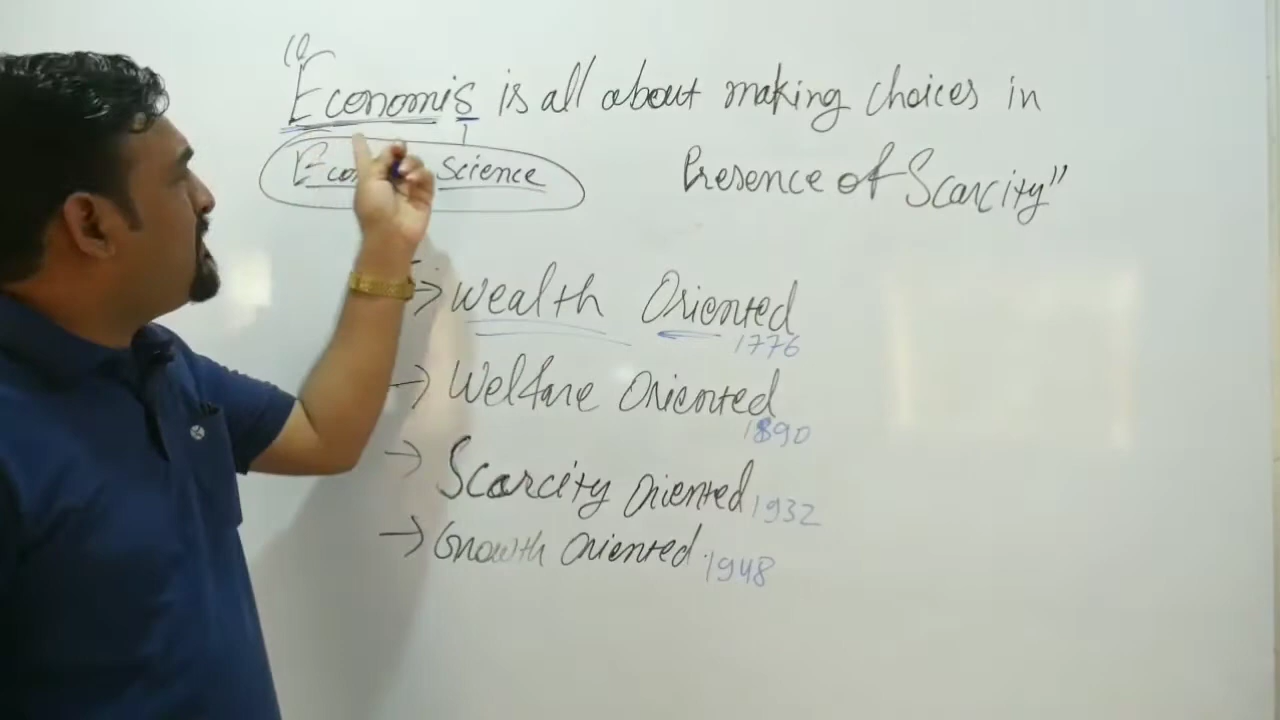 "Economis is all about making choices in
Science Presence of Scarcity"
→ Wealth Oriented
1776
→ Welfare Oriented
1890
→ Scarcity Oriented 1932
→ Growth Oriented 1948